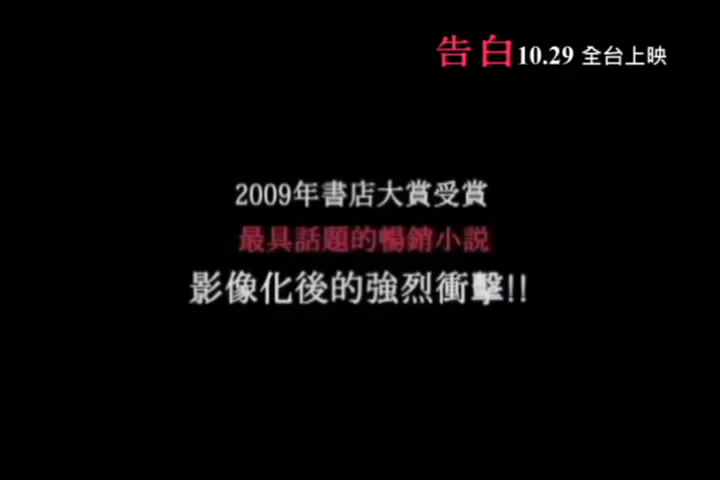 告白10.29 全台上映
2009年書店大賞受賞
最具話題的暢銷小説
影像化後的強烈衝擊!!